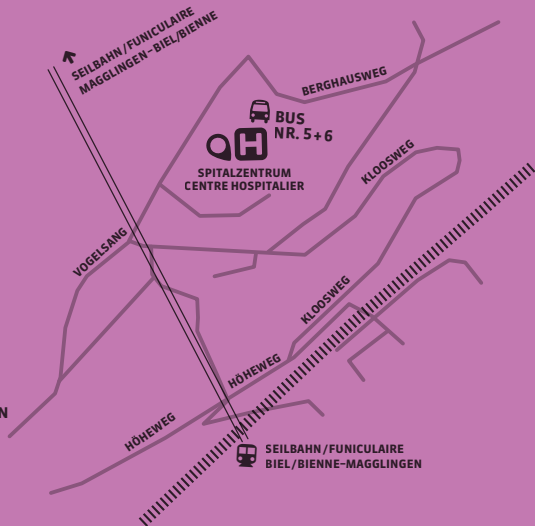 SEILBAHN/FUNICULAIRE
MAGGLINGEN–BIEL/BIENNE
BERGHAUSWEG
BUS
NR. 5+6
H
SPITALZENTRUM
CENTRE HOSPITALIER
KLOOSWEG
VOGELSANG
KLOOSWEG
HÖHEWEG
N
HÖHEWEG
SEILBAHN/FUNICULAIRE
BIEL/BIENNE–MAGGLINGEN